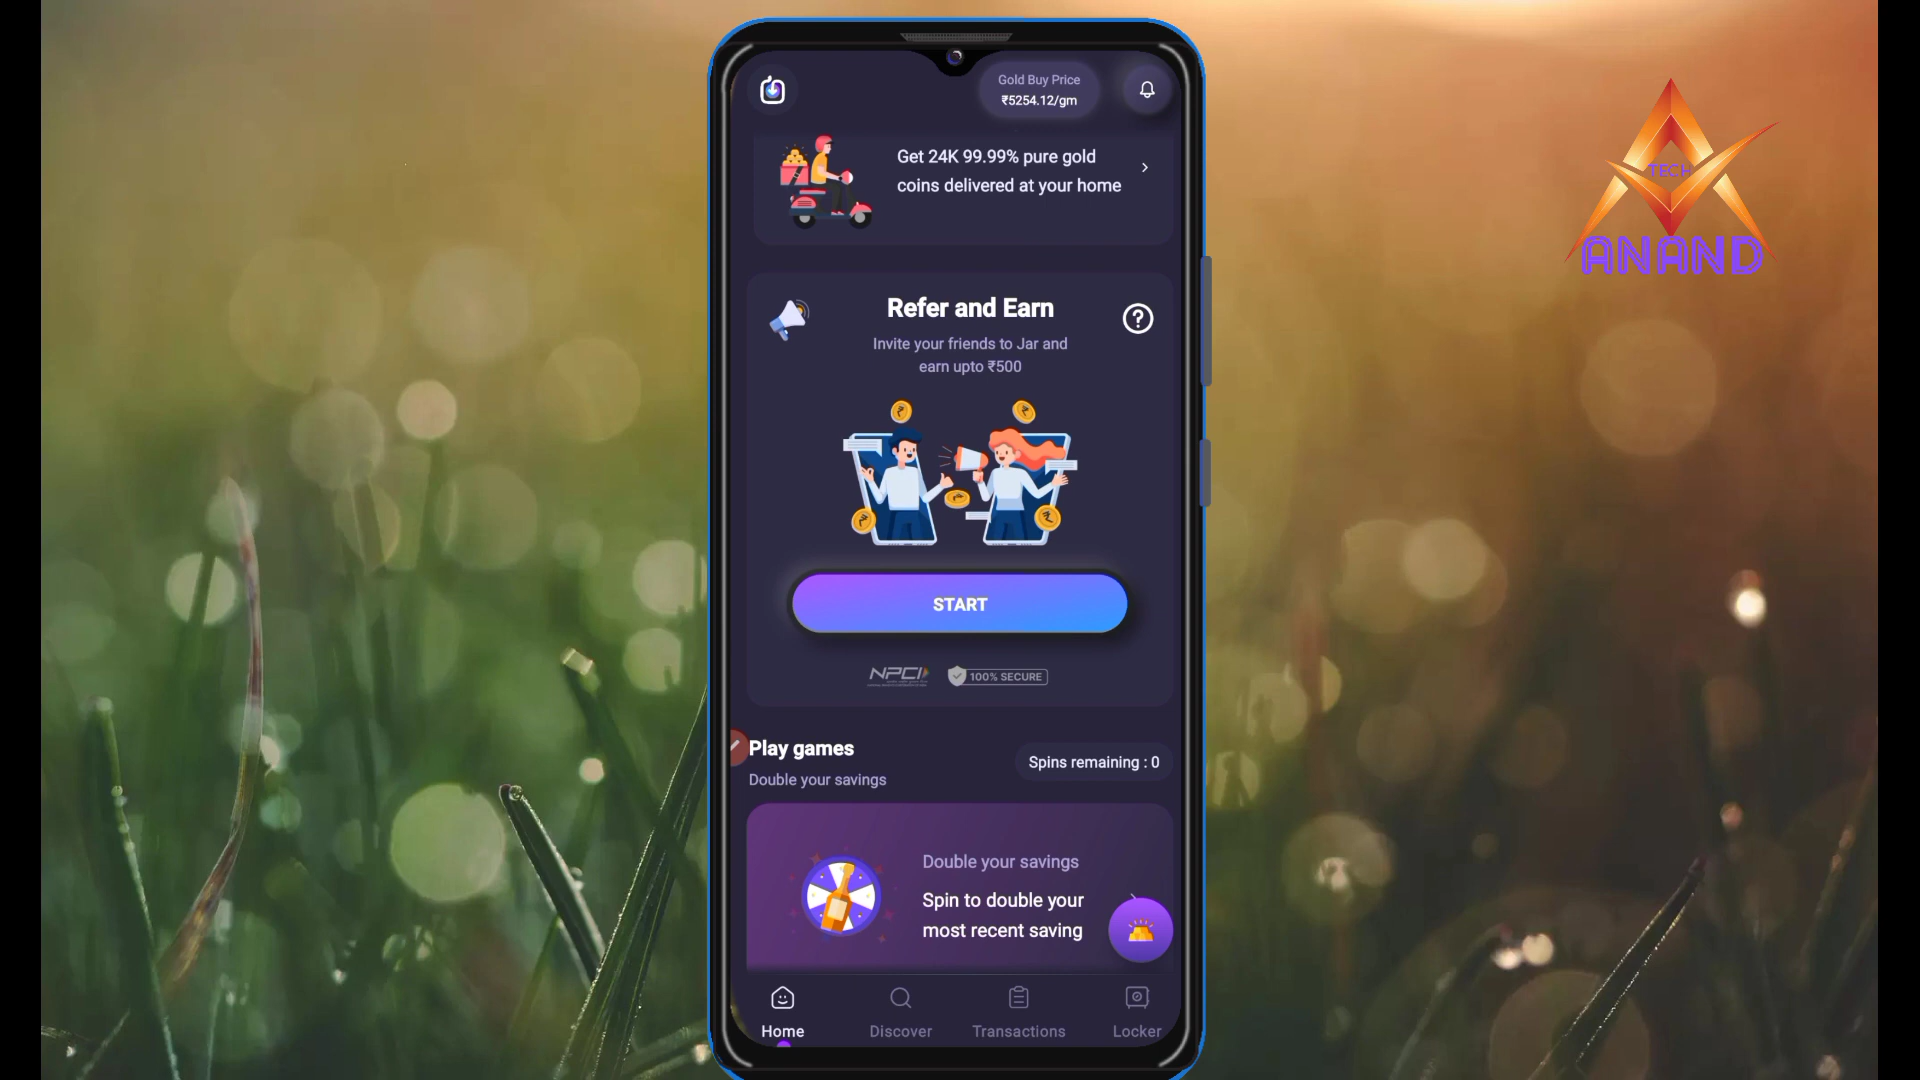 Gold Buy Price
₹5254.12/gm
Get 24K 99.99% pure gold
coins delivered at your home
TECH
ANAND
Refer and Earn
Invite your friends to Jar and
earn upto ₹500
START
NPCI
100% SECURE
Play games
Spins remaining : 0
Double your savings
Double your savings
Spin to double your
most recent saving
Home
Discover
Transactions
Locker